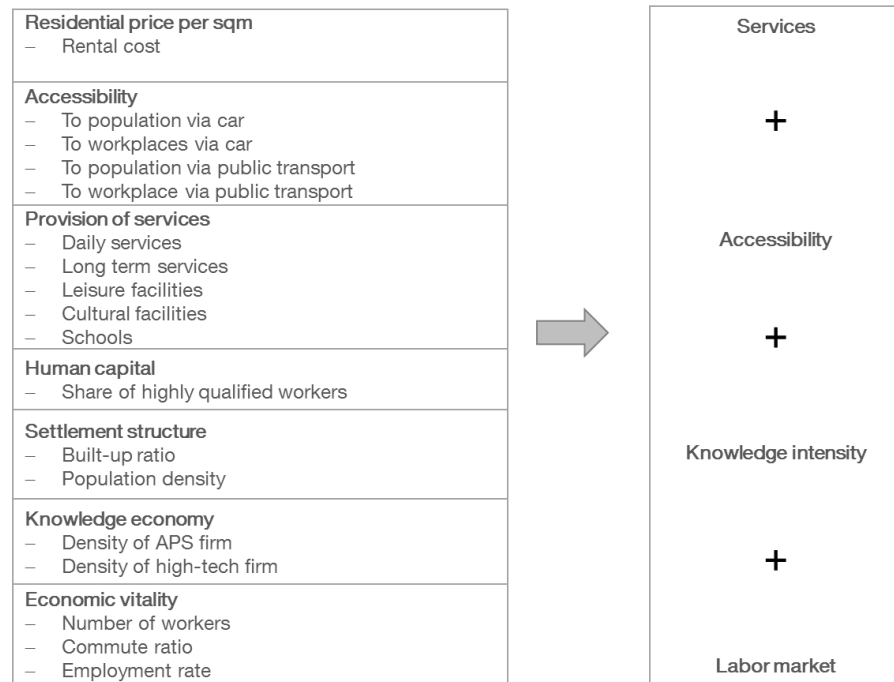 Residential price per sqm
– Rental cost
Accessibility
– To population via car
– To workplaces via car
– To population via public transport
– To workplace via public transport
Provision of services
– Daily services
– Long term services
– Leisure facilities
– Cultural facilities
– Schools
Human capital
– Share of highly qualified workers
Settlement structure
– Built-up ratio
– Population density
Knowledge economy
– Density of APS firm
– Density of high-tech firm
Economic vitality
– Number of workers
– Commute ratio
– Employment rate
Services
+
Accessibility
+
Knowledge intensity
+
Labor market